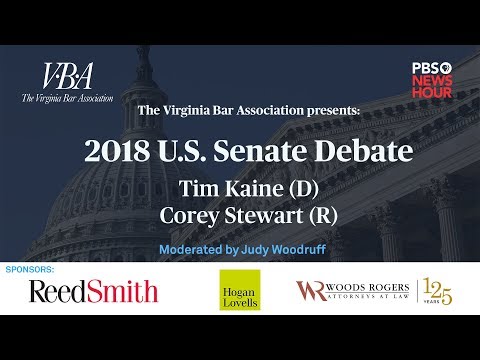 V·B·A
The Virginia Bar Association
PBS
NEWS
HOUR
The Virginia Bar Association presents:
2018 U.S. Senate Debate
Tim Kaine (D)
Corey Stewart (R)
Moderated by Judy Woodruff
SPONSORS:
ReedSmith
Hogan
Lovells
WR
WOODS ROGERS
ATTORNEYS AT LAW
125
YEARS